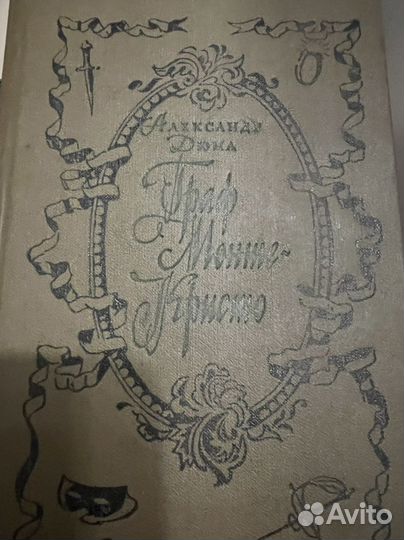 Александр
Дюма
Граф
Монте-
Кристо
Avito